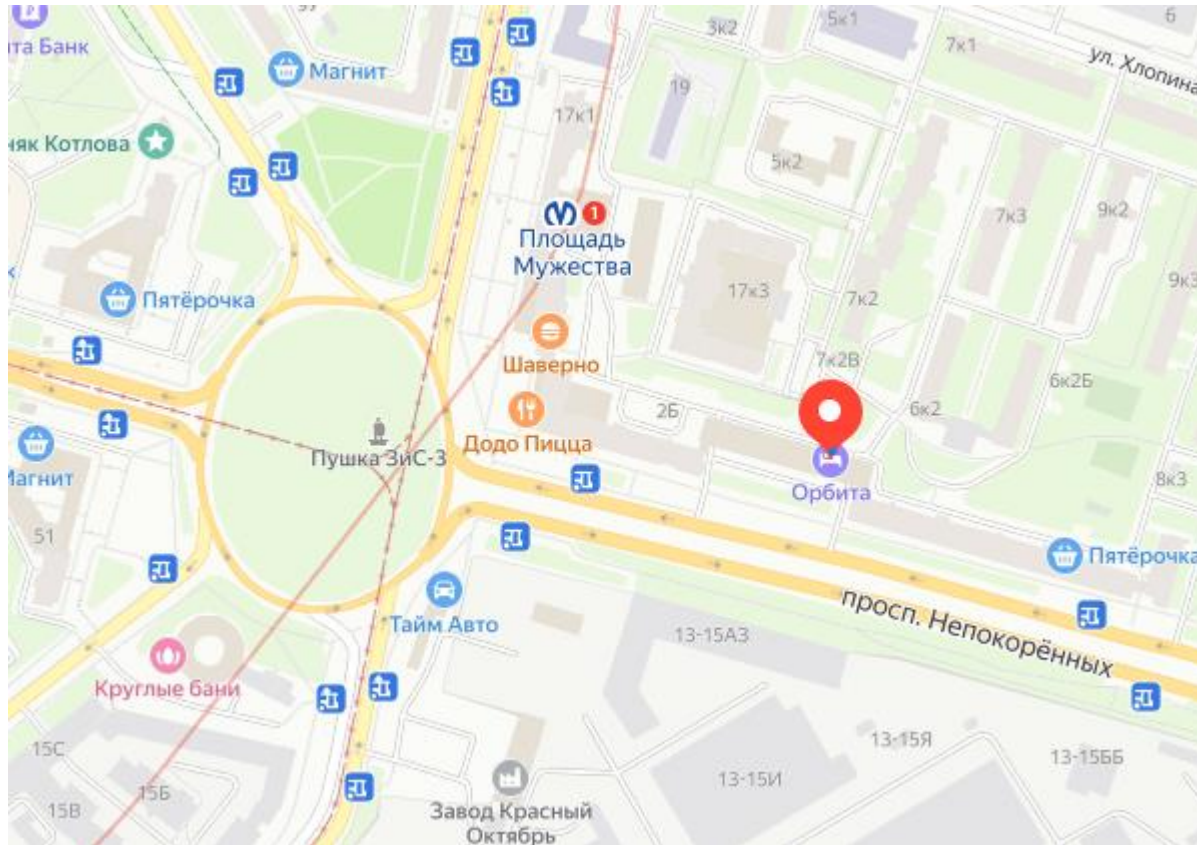 5к1
6
3к2
та Банк
7к1
ул. Хлопина
Магнит
19
17к1
няк Котлова
5к2
1
7к3
9к2
Площадь
Мужества
9к3
17к3
7к2
Пятёрочка
Шаверно
7к2В
6к2Б
2Б
6к2
Додо Пицца
Пушка ЗиС-3
Магнит
Орбита
8к3
51
Пятёрочка
просп. Непокорённых
Тайм Авто
13-15АЗ
Круглые бани
15С
13-15Я
13-15ББ
13-15И
15Б
15В
Завод Красный
Октябрь